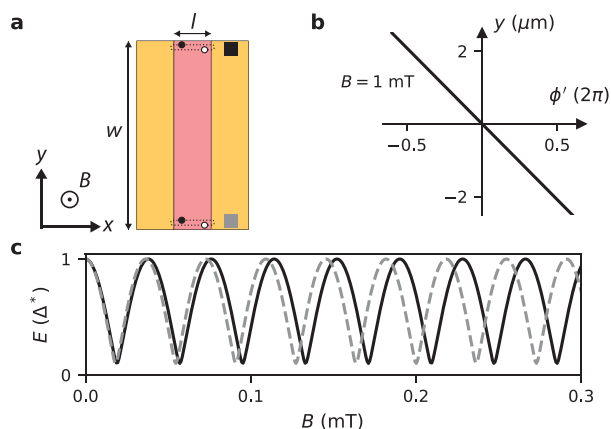 a
l
w
y
B
x
b
y (μm)
2
B = 1 mT
ϕ′ (2π)
−0.5
0.5
−2
c
E (Δ*)
1
0
0.0
0.1
0.2
0.3
B (mT)